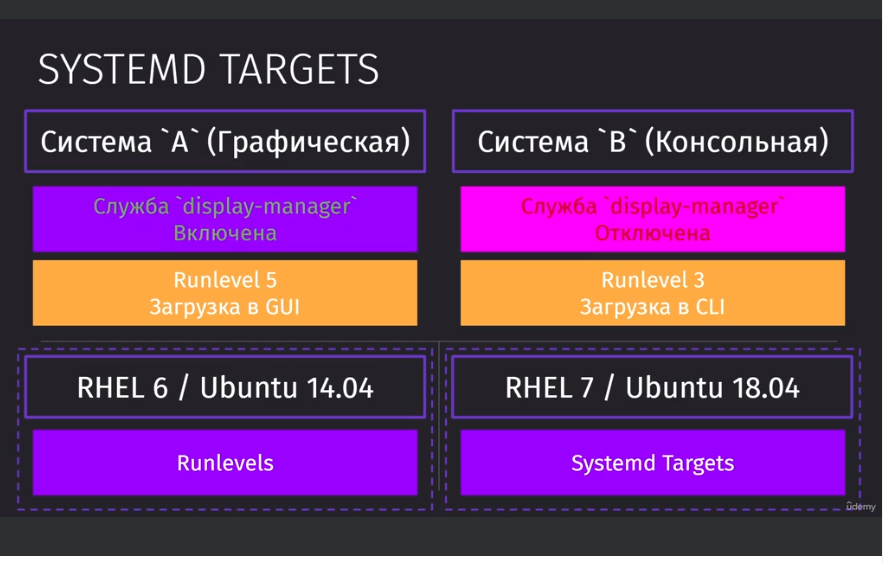 SYSTEMD TARGETS
Система `A` (Графическая)
Система `B` (Консольная)
Служба `display-manager`
Включена
Служба `display-manager`
Отключена
Runlevel 5
Загрузка в GUI
Runlevel 3
Загрузка в CLI
RHEL 6 / Ubuntu 14.04
RHEL 7 / Ubuntu 18.04
Runlevels
Systemd Targets
ûdemy